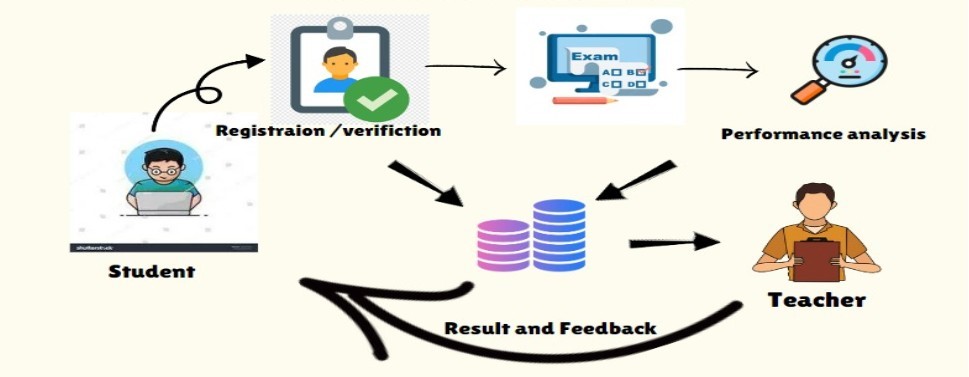 Exam
A B
C D
Registraion /verifiction
Performance analysis
shutterstock
Student
Teacher
Result and Feedback